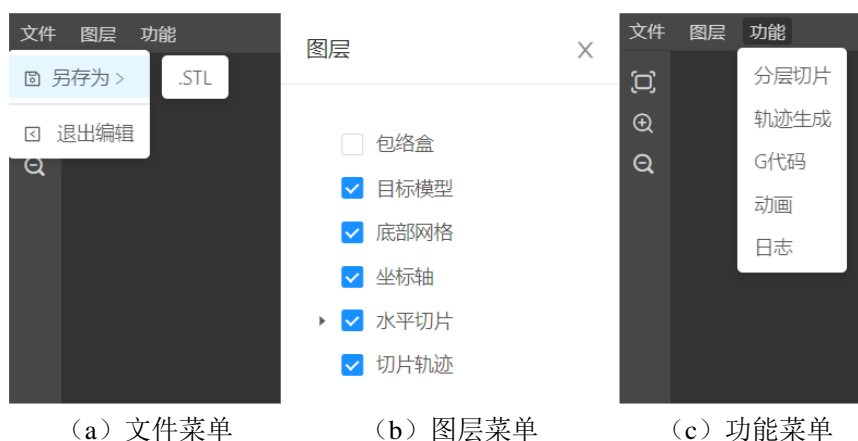 文件 图层 功能
另存为 >
.STL
退出编辑
（a）文件菜单
图层
包络盒
目标模型
底部网格
坐标轴
水平切片
切片轨迹
（b）图层菜单
文件 图层 功能
分层切片
轨迹生成
G代码
动画
日志
（c）功能菜单